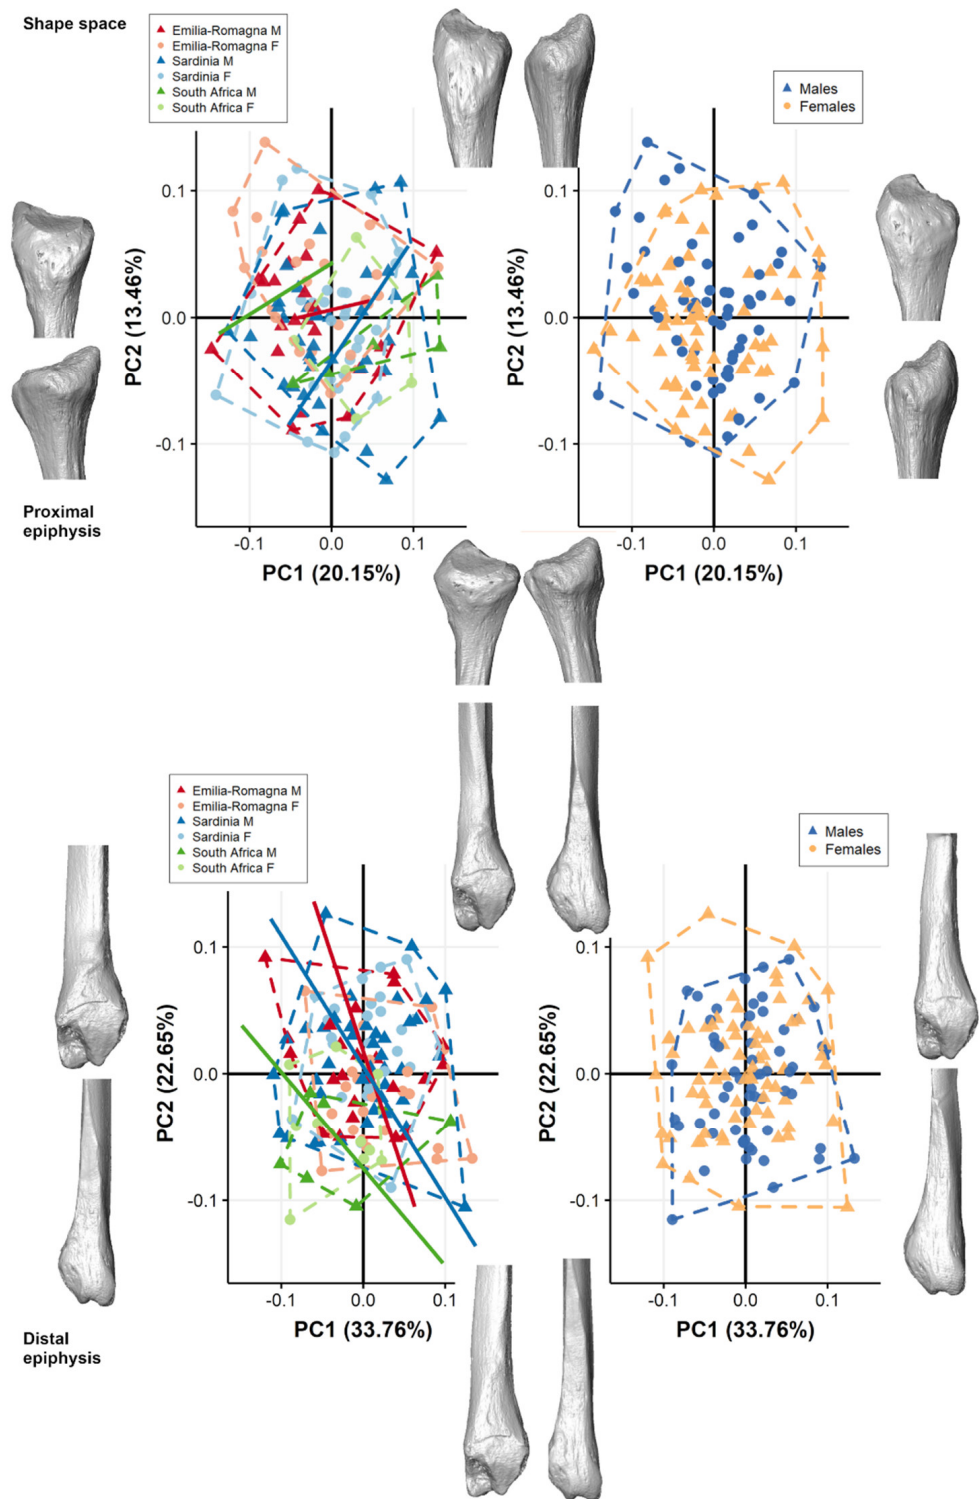 Shape space
Emilia-Romagna M
Emilia-Romagna F
Sardinia M
Sardinia F
South Africa M
South Africa F
Males
Females
PC2 (13.46%)
0.1
0.0
-0.1
-0.1
0.0
0.1
PC1 (20.15%)
PC2 (13.46%)
0.1
0.0
-0.1
-0.1
0.0
0.1
PC1 (20.15%)
Proximal
epiphysis
Emilia-Romagna M
Emilia-Romagna F
Sardinia M
Sardinia F
South Africa M
South Africa F
Males
Females
PC2 (22.65%)
0.1
0.0
-0.1
-0.1
0.0
0.1
PC1 (33.76%)
PC2 (22.65%)
0.1
0.0
-0.1
-0.1
0.0
0.1
PC1 (33.76%)
Distal
epiphysis